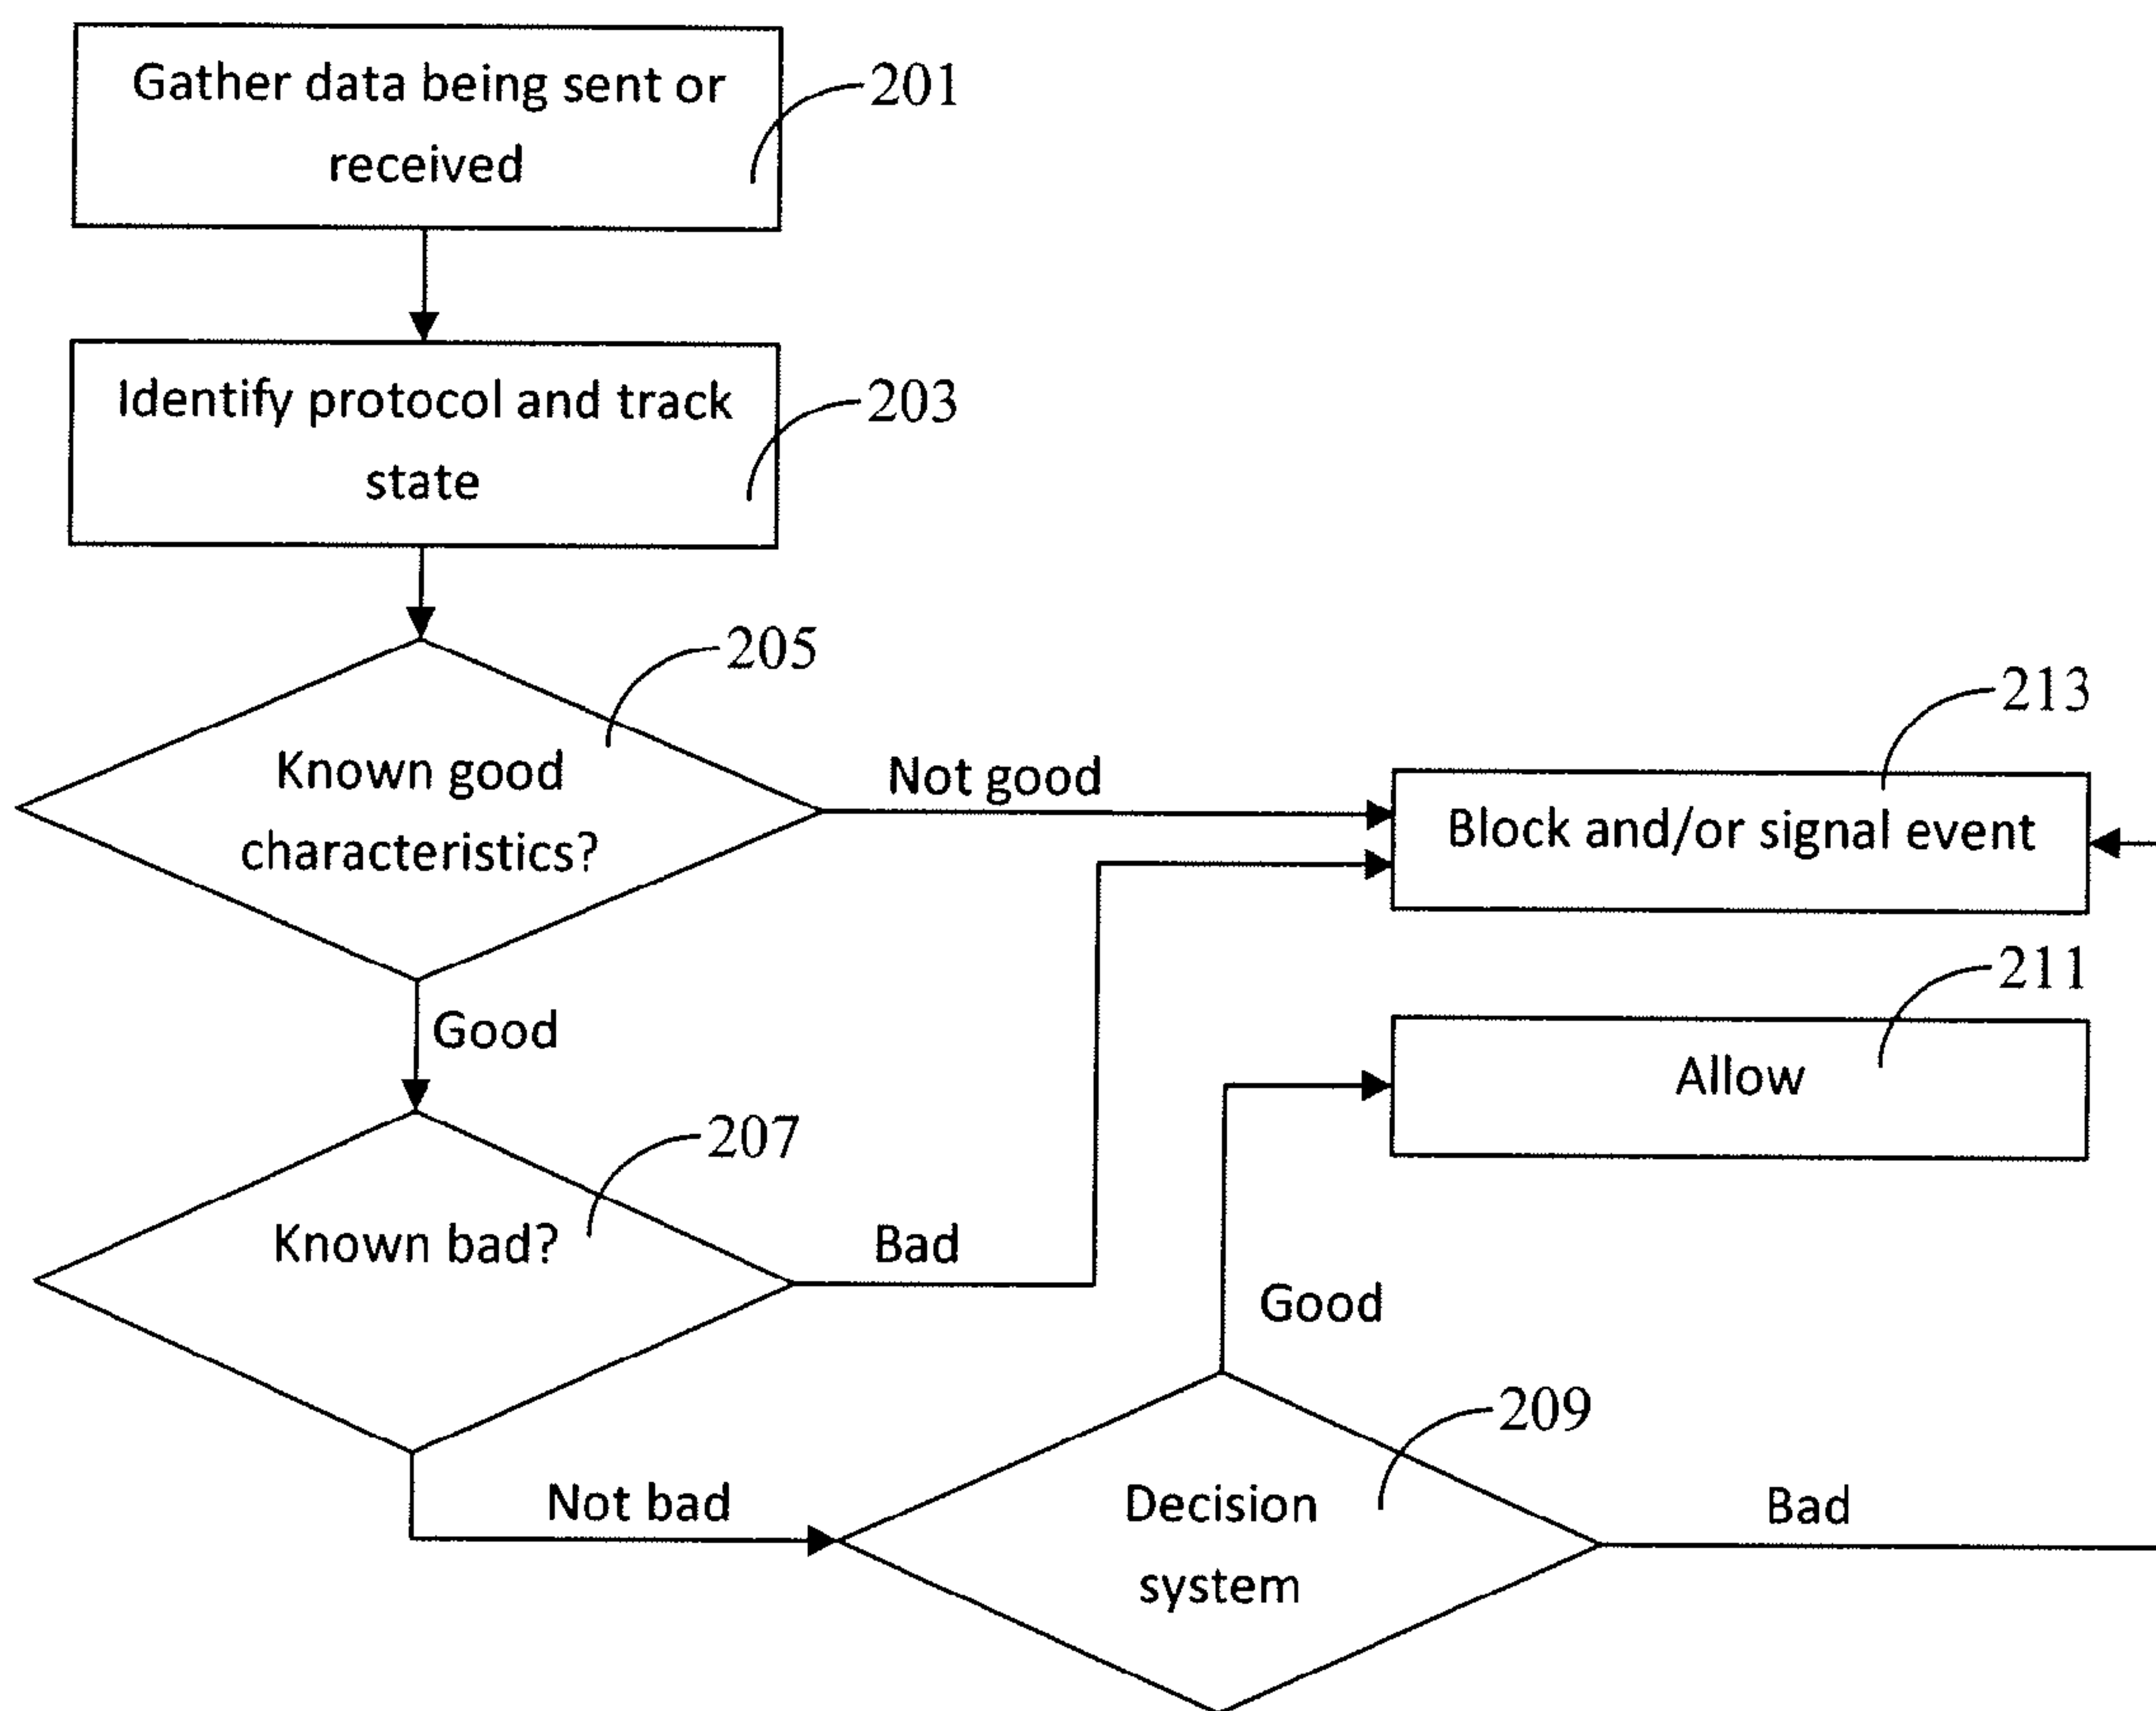 Gather data being sent or
received
201
Identify protocol and track
state
203
Known good
characteristics?
205
Not good
Block and/or signal event
213
Good
Allow
211
Known bad?
207
Bad
Good
Not bad
Decision
system
209
Bad